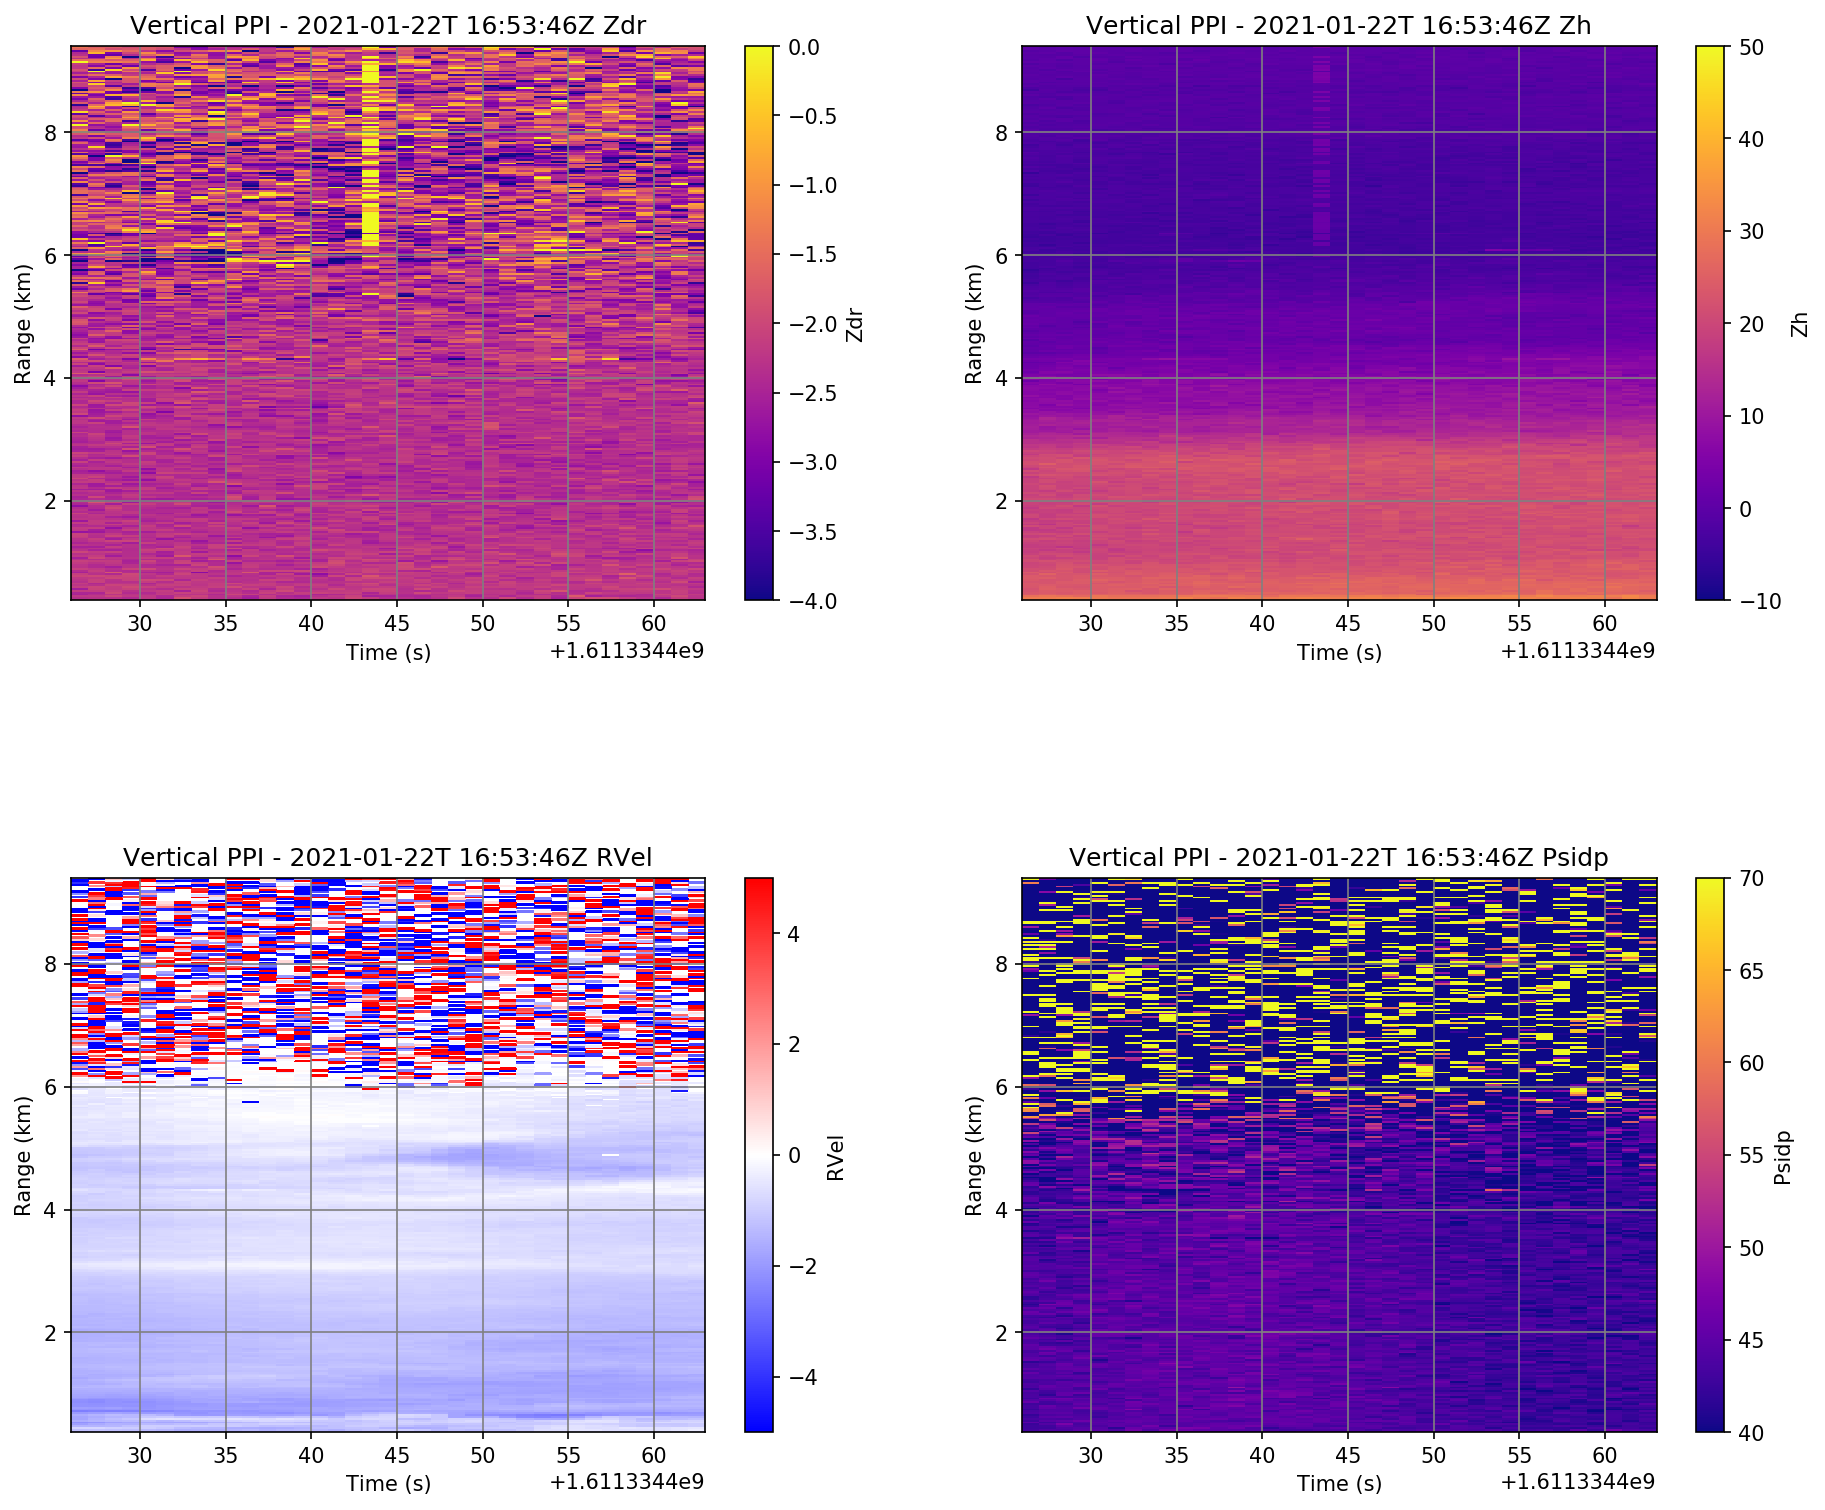 Vertical PPI - 2021-01-22T 16:53:46Z Zdr
Range (km)
8
6
4
2
30 35 40 45 50 55 60
Time (s)
+1.6113344e9
0.0
−0.5
−1.0
−1.5
−2.0
−2.5
−3.0
−3.5
−4.0
Zdr
Vertical PPI - 2021-01-22T 16:53:46Z Zh
Range (km)
8
6
4
2
30 35 40 45 50 55 60
Time (s)
+1.6113344e9
50
40
30
20
10
0
−10
Zh
Vertical PPI - 2021-01-22T 16:53:46Z RVel
Range (km)
8
6
4
2
30 35 40 45 50 55 60
Time (s)
+1.6113344e9
4
2
0
−2
−4
RVel
Vertical PPI - 2021-01-22T 16:53:46Z Psidp
Range (km)
8
6
4
2
30 35 40 45 50 55 60
Time (s)
+1.6113344e9
70
65
60
55
50
45
40
Psidp